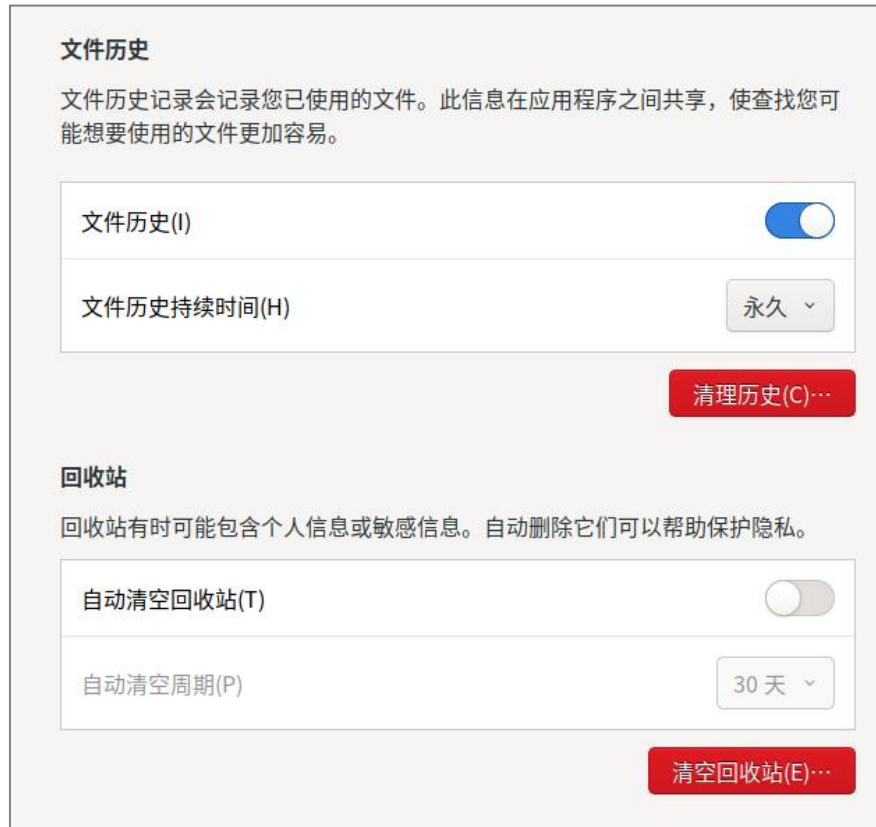 文件历史
文件历史记录会记录您已使用的文件。此信息在应用程序之间共享，使查找您可
能想要使用的文件更加容易。
文件历史(I)
文件历史持续时间(H)
永久
清理历史(C)…
回收站
回收站有时可能包含个人信息或敏感信息。自动删除它们可以帮助保护隐私。
自动清空回收站(T)
自动清空周期(P)
30 天
清空回收站(E)…